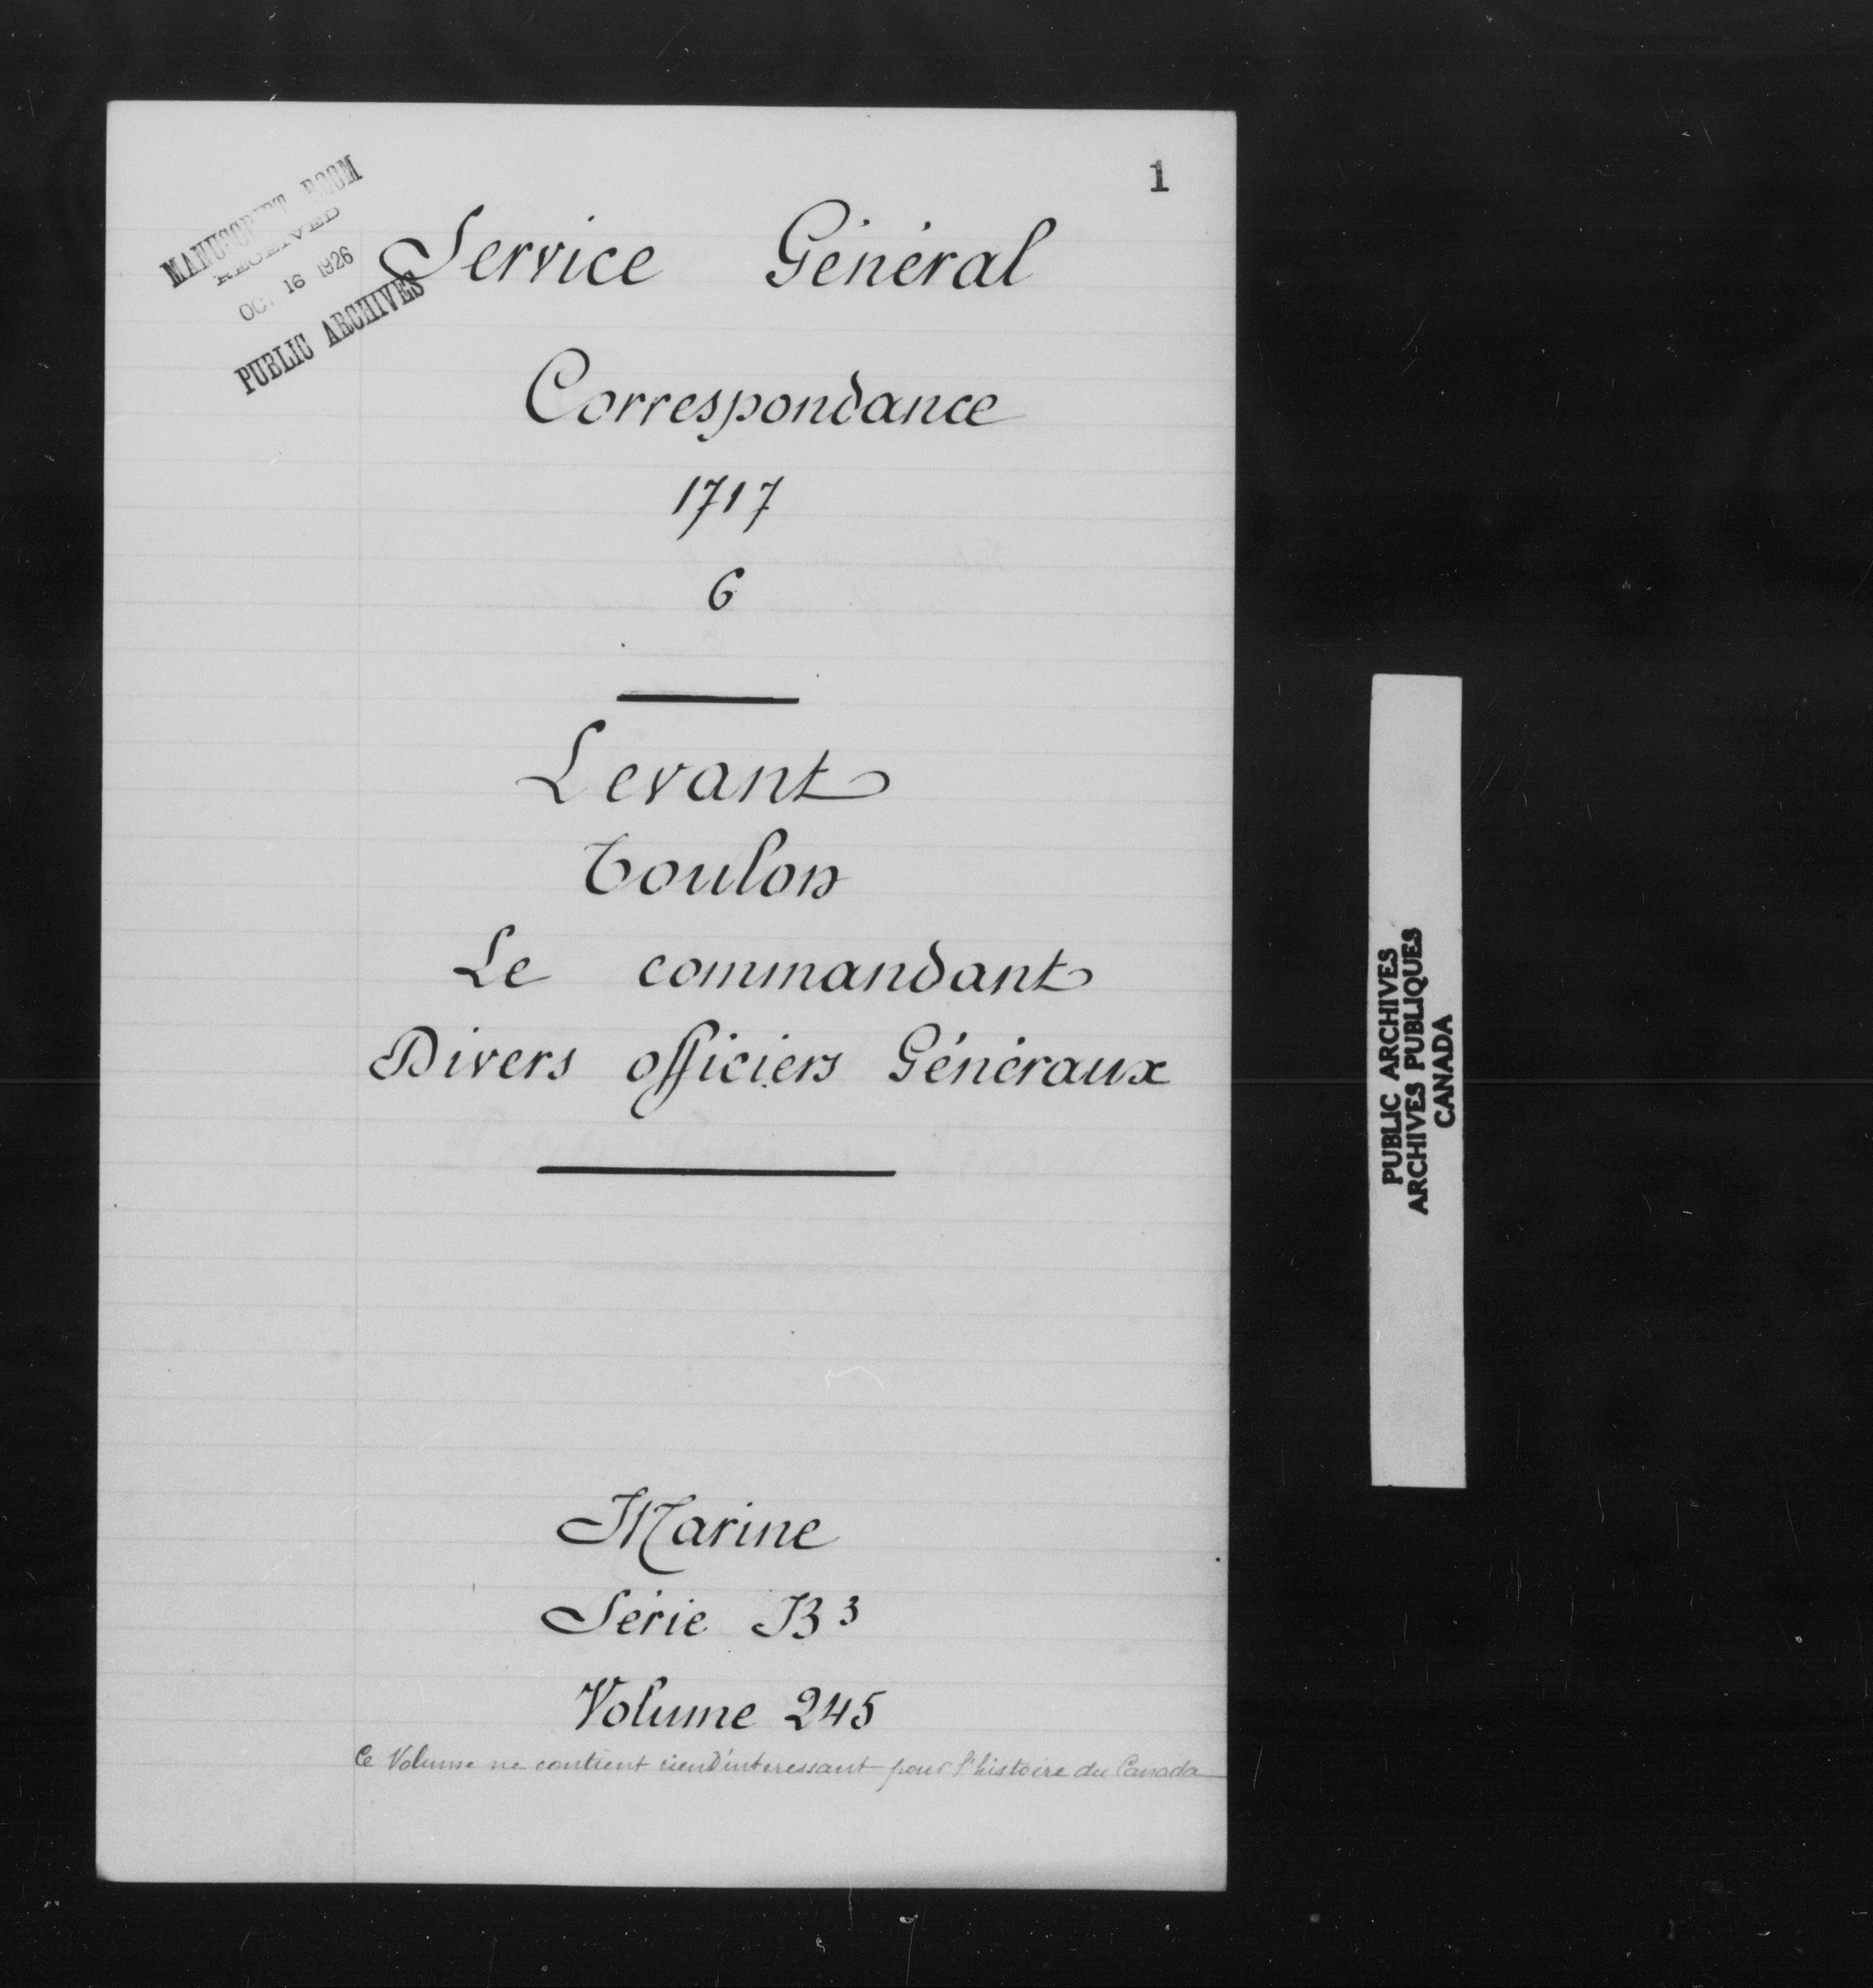 1
MANUSCRIPT ROOM
RECEIVED
OCT 16 1926
PUBLIC ARCHIVES
Service Général
Correspondance
1717
6
Levant
Toulon
Le commandant
Divers officiers Généraux
Marine
Série B3
Volume 245
Ce Volume ne contient rien d'interessant pour l'histoire du Canada
PUBLIC ARCHIVES
ARCHIVES PUBLIQUES
CANADA